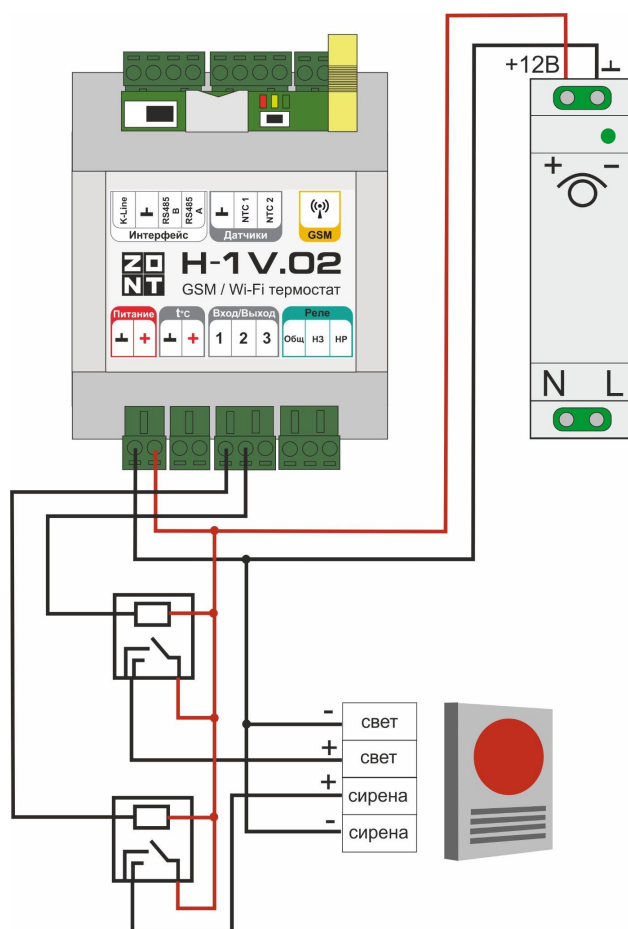 +12В ⊥
+ -
N L
K-Line ⊥ RS485 B RS485 A
Интерфейс
⊥ NTC 1 NTC 2
Датчики
GSM
ZONT
H-1V.02
GSM / Wi-Fi термостат
Питание
⊥ +
t°C
⊥ +
Вход/Выход
1 2 3
Реле
Общ НЗ НР
- свет
+ свет
+ сирена
- сирена